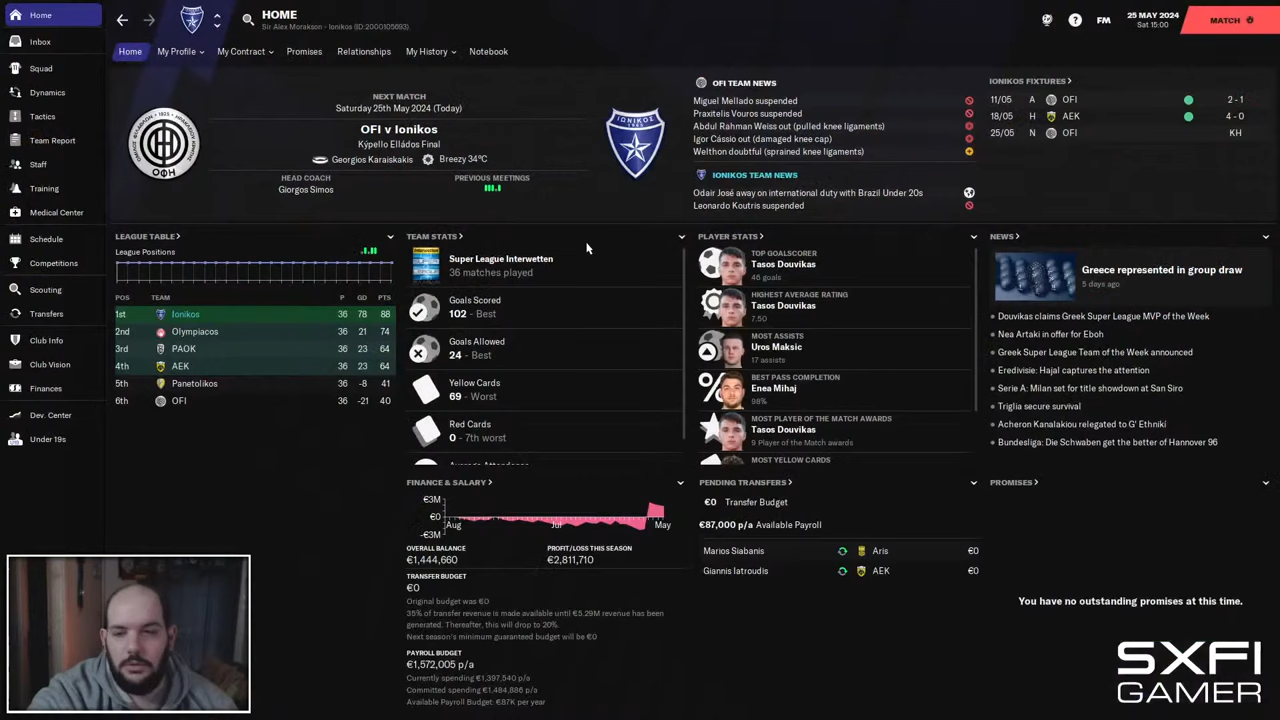 Home
HOME
Sir Alex Morakson - Ionikos (ID:2000105693)
FM
25 MAY 2024
Sat 15:00
MATCH
Inbox
Squad
Dynamics
Tactics
Team Report
Staff
Training
Medical Center
Schedule
Competitions
Scouting
Transfers
Club Info
Club Vision
Finances
Dev. Center
Under 19s
Home
My Profile
My Contract
Promises
Relationships
My History
Notebook
NEXT MATCH
Saturday 25th May 2024 (Today)
OFI v Ionikos
Kýpello Elládos Final
Georgios Karaiskakis
Breezy 34°C
HEAD COACH
Giorgos Simos
PREVIOUS MEETINGS
ΟΦΗ
ΙΩΝΙΚΟΣ
OFI TEAM NEWS
Miguel Mellado suspended
Praxitelis Vouros suspended
Abdul Rahman Weiss out (pulled knee ligaments)
Igor Cássio out (damaged knee cap)
Welthon doubtful (sprained knee ligaments)
IONIKOS TEAM NEWS
Odair José away on international duty with Brazil Under 20s
Leonardo Koutris suspended
IONIKOS FIXTURES
11/05 A OFI 2 - 1
18/05 H AEK 4 - 0
25/05 N OFI KH
LEAGUE TABLE
League Positions
POS TEAM P GD PTS
1st Ionikos 36 78 88
2nd Olympiacos 36 21 74
3rd PAOK 36 23 64
4th AEK 36 23 64
5th Panetolikos 36 -8 41
6th OFI 36 -21 40
TEAM STATS
Super League Interwetten
36 matches played
Goals Scored
102 - Best
Goals Allowed
24 - Best
Yellow Cards
69 - Worst
Red Cards
0 - 7th worst
Average Attendance
PLAYER STATS
TOP GOALSCORER
Tasos Douvikas
46 goals
HIGHEST AVERAGE RATING
Tasos Douvikas
7.50
MOST ASSISTS
Uros Maksic
17 assists
BEST PASS COMPLETION
Enea Mihaj
98%
MOST PLAYER OF THE MATCH AWARDS
Tasos Douvikas
9 Player of the Match awards
MOST YELLOW CARDS
NEWS
Greece represented in group draw
5 days ago
Douvikas claims Greek Super League MVP of the Week
Nea Artaki in offer for Eboh
Greek Super League Team of the Week announced
Eredivisie: Hajal captures the attention
Serie A: Milan set for title showdown at San Siro
Triglia secure survival
Acheron Kanalakiou relegated to G' Ethniki
Bundesliga: Die Schwaben get the better of Hannover 96
FINANCE & SALARY
€3M
€0
-€3M
Aug
Jul
May
OVERALL BALANCE
€1,444,660
PROFIT/LOSS THIS SEASON
€2,811,710
TRANSFER BUDGET
€0
Original budget was €0
35% of transfer revenue is made available until €5.29M revenue has been
generated. Thereafter, this will drop to 20%.
Next season's minimum guaranteed budget will be €0
PAYROLL BUDGET
€1,572,005 p/a
Currently spending €1,397,540 p/a
Committed spending €1,484,886 p/a
Available Payroll Budget: €87K per year
PENDING TRANSFERS
€0 Transfer Budget
€87,000 p/a Available Payroll
Marios Siabanis Aris €0
Giannis Iatroudis AEK €0
PROMISES
You have no outstanding promises at this time.
SXFI
GAMER